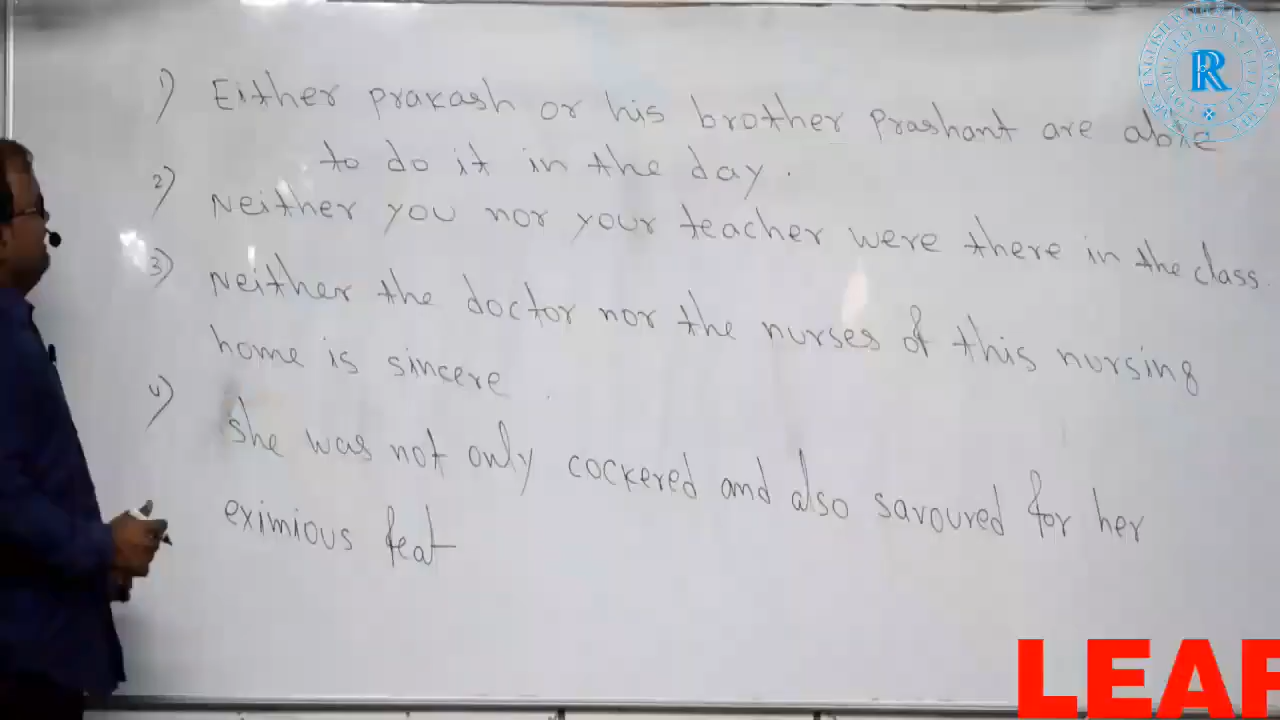 1) Either prakash or his brother prashant are able
to do it in the day.
2) Neither you nor your teacher were there in the class.
3) Neither the doctor nor the nurses of this nursing
home is sincere.
4) She was not only cockered and also savoured for her
eximious feat
R
LEAF